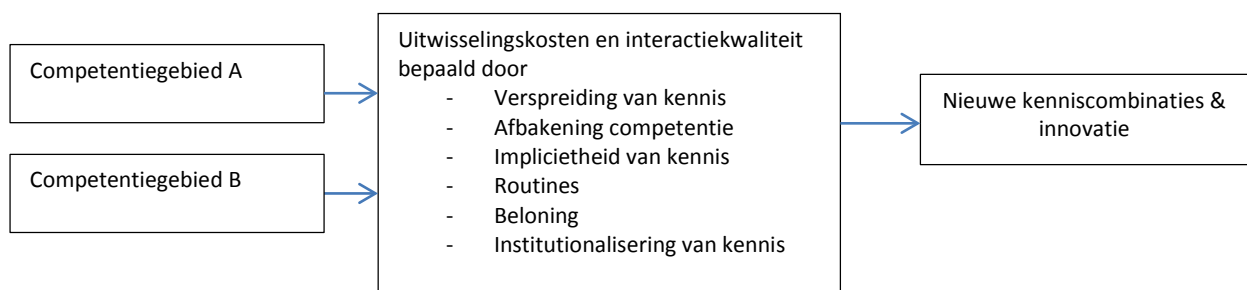 Competentiegebied A
Competentiegebied B
Uitwisselingskosten en interactiekwaliteit
bepaald door
- Verspreiding van kennis
- Afbakening competentie
- Implicietheid van kennis
- Routines
- Beloning
- Institutionalisering van kennis
Nieuwe kenniscombinaties &
innovatie